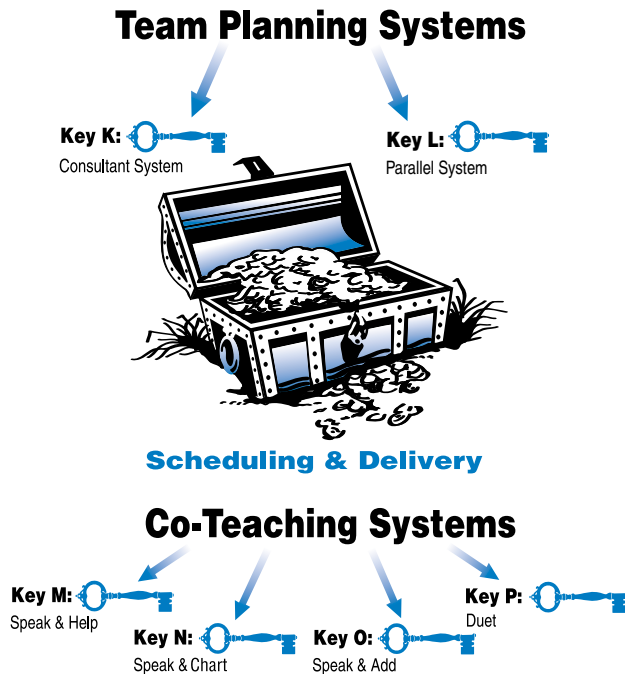 Team Planning Systems
Key K:
Consultant System
Key L:
Parallel System
Scheduling & Delivery
Co-Teaching Systems
Key M:
Speak & Help
Key N:
Speak & Chart
Key O:
Speak & Add
Key P:
Duet